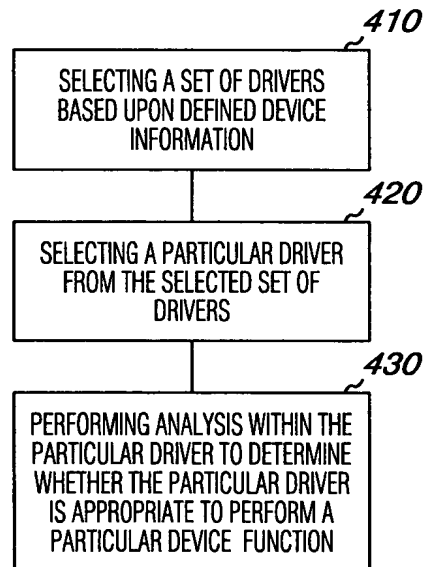 410
SELECTING A SET OF DRIVERS
BASED UPON DEFINED DEVICE
INFORMATION
420
SELECTING A PARTICULAR DRIVER
FROM THE SELECTED SET OF
DRIVERS
430
PERFORMING ANALYSIS WITHIN THE
PARTICULAR DRIVER TO DETERMINE
WHETHER THE PARTICULAR DRIVER
IS APPROPRIATE TO PERFORM A
PARTICULAR DEVICE FUNCTION